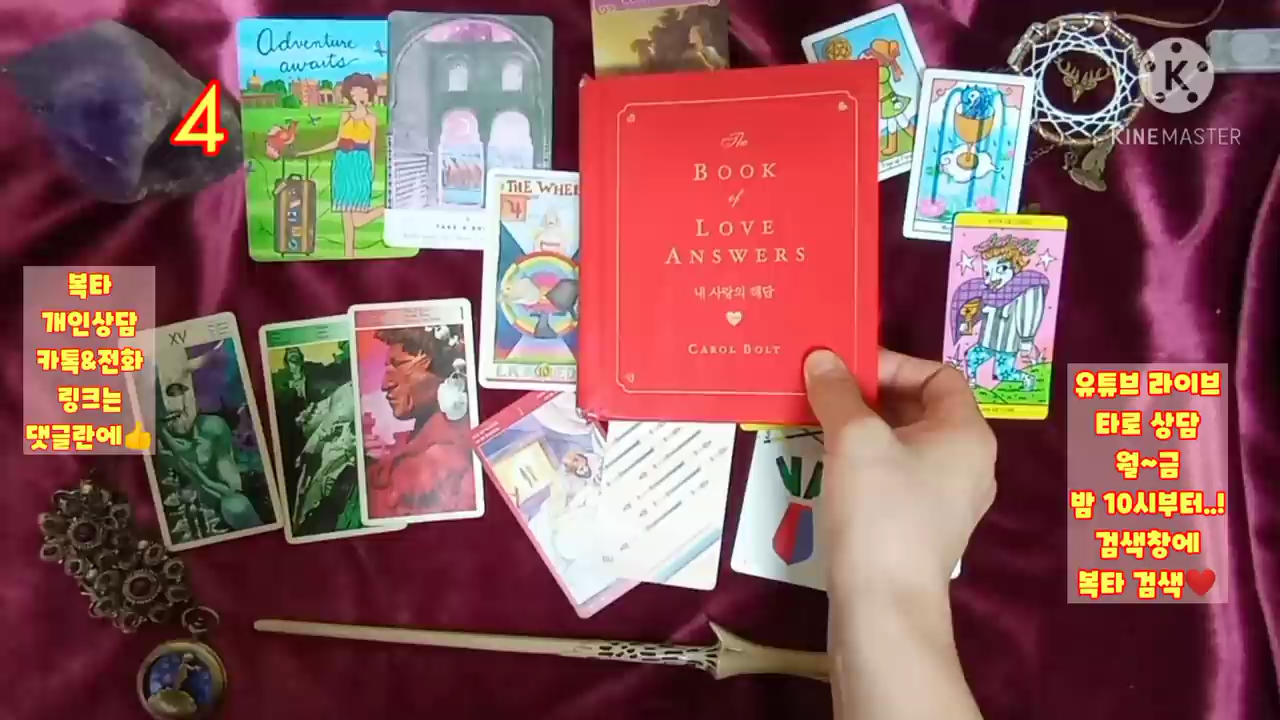 Adventure
awaits
4
THE WHEE
TAKE A
XV
The
BOOK
of
LOVE
ANSWERS
내 사랑의 해답
CAROL BOLT
KINEMASTER
복타
개인상담
카톡&전화
링크는
댓글란에👍
유튜브 라이브
타로 상담
월~금
밤 10시부터..!
검색창에
복타 검색❤️